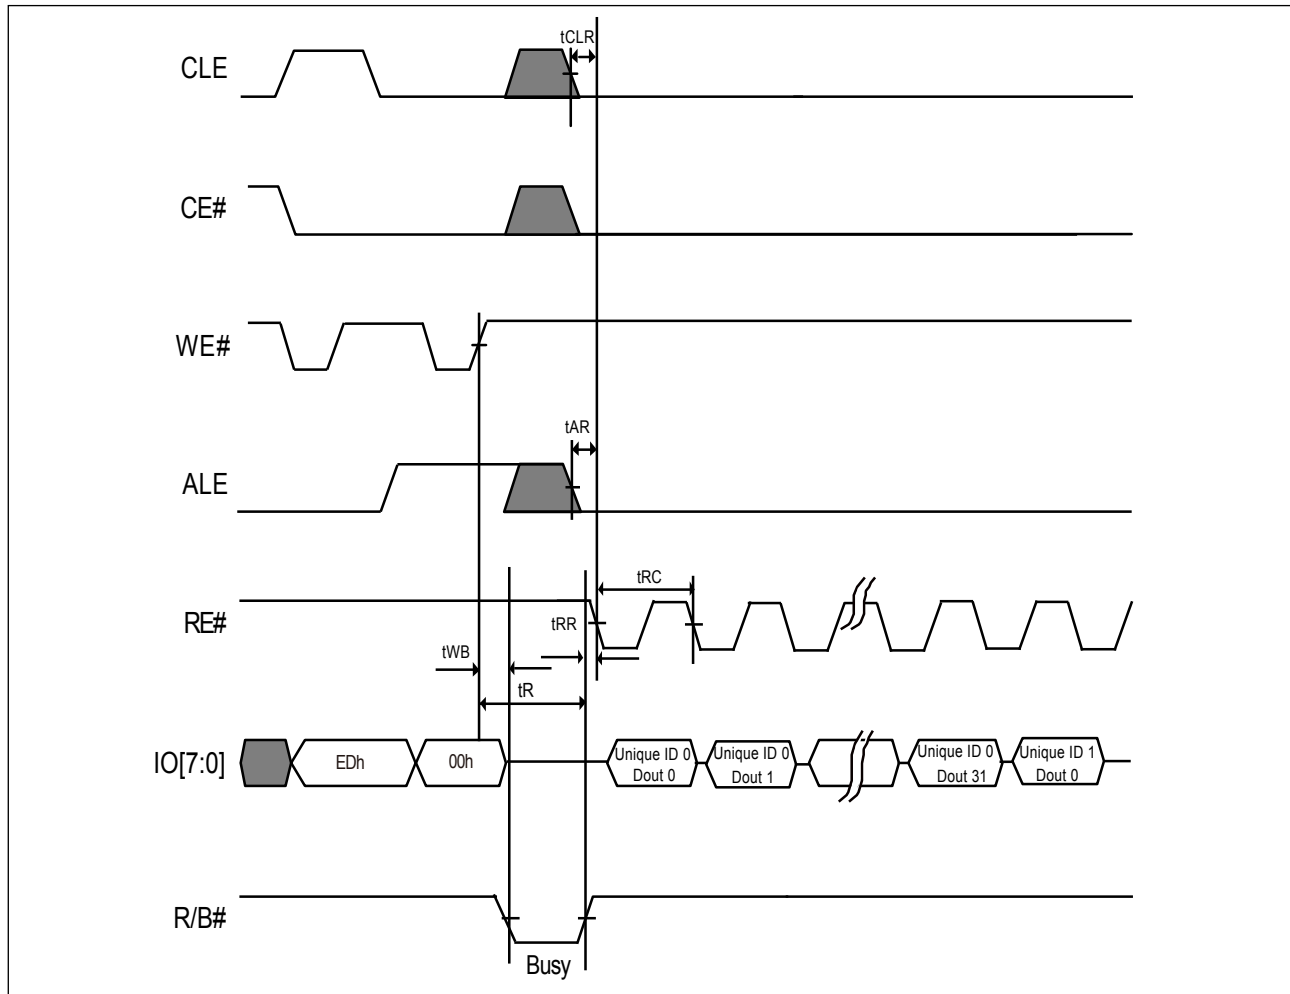 tCLR
CLE
CE#
WE#
tAR
ALE
tRC
RE#
tRR
tWB
tR
IO[7:0]
EDh
00h
Unique ID 0
Dout 0
Unique ID 0
Dout 1
Unique ID 0
Dout 31
Unique ID 1
Dout 0
R/B#
Busy